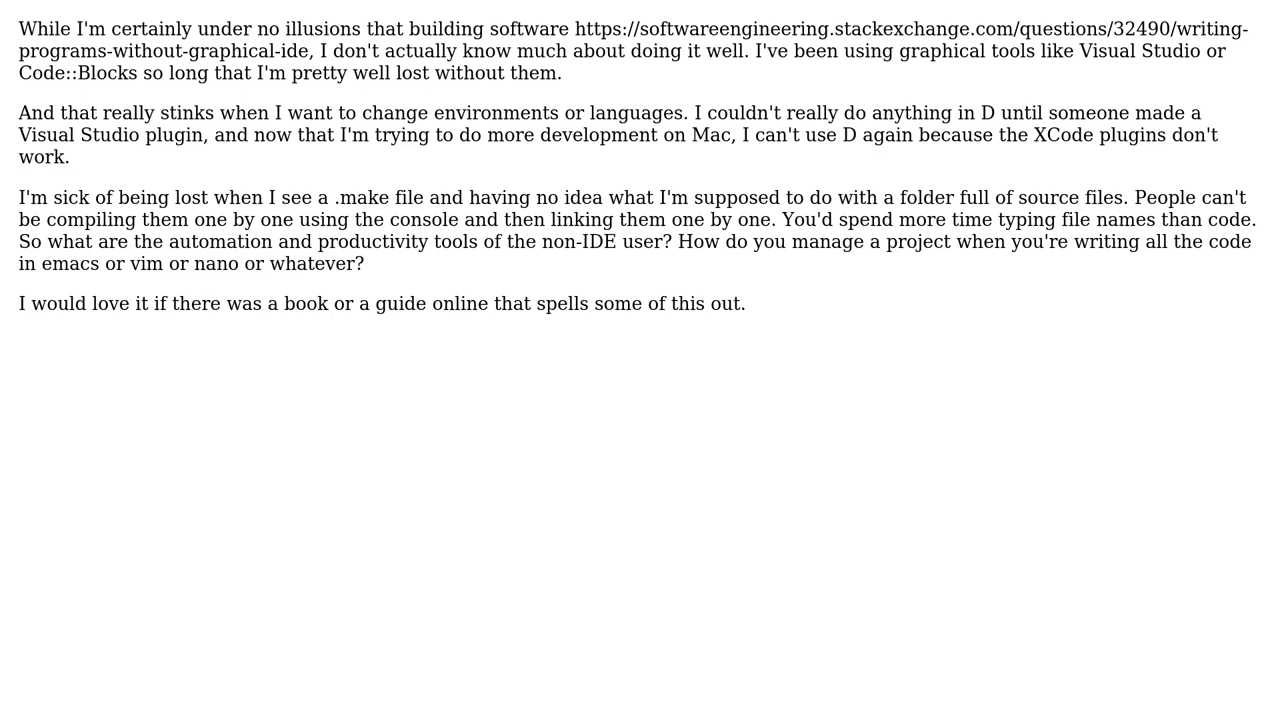 While I'm certainly under no illusions that building software https://softwareengineering.stackexchange.com/questions/32490/writing-
programs-without-graphical-ide, I don't actually know much about doing it well. I've been using graphical tools like Visual Studio or
Code::Blocks so long that I'm pretty well lost without them.
And that really stinks when I want to change environments or languages. I couldn't really do anything in D until someone made a
Visual Studio plugin, and now that I'm trying to do more development on Mac, I can't use D again because the XCode plugins don't
work.
I'm sick of being lost when I see a .make file and having no idea what I'm supposed to do with a folder full of source files. People can't
be compiling them one by one using the console and then linking them one by one. You'd spend more time typing file names than code.
So what are the automation and productivity tools of the non-IDE user? How do you manage a project when you're writing all the code
in emacs or vim or nano or whatever?
I would love it if there was a book or a guide online that spells some of this out.